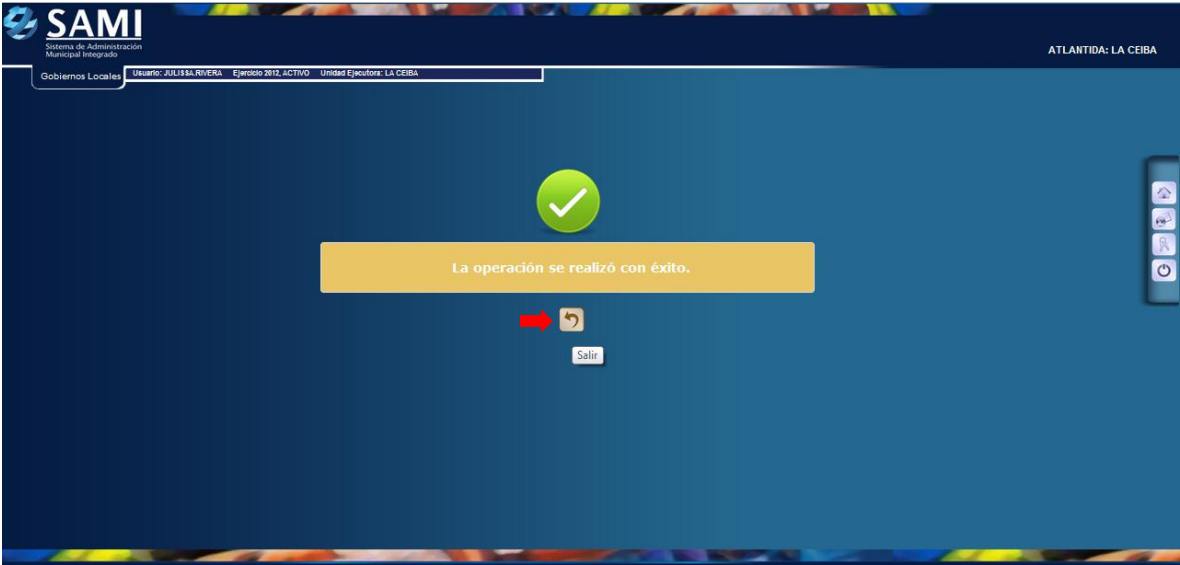 SAMI
Sistema de Administración
Municipal Integrado
ATLANTIDA: LA CEIBA
Gobiernos Locales
Usuario: JULISSA.RIVERA Ejercicio 2012, ACTIVO Unidad Ejecutora: LA CEIBA
La operación se realizó con éxito.
Salir